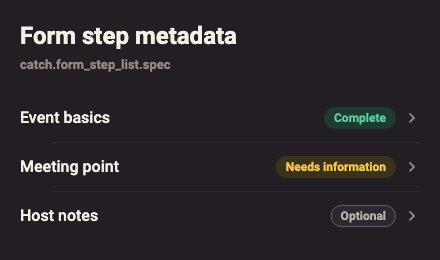 Form step metadata
catch.form_step_list.spec
Event basics
Complete
Meeting point
Needs information
Host notes
Optional